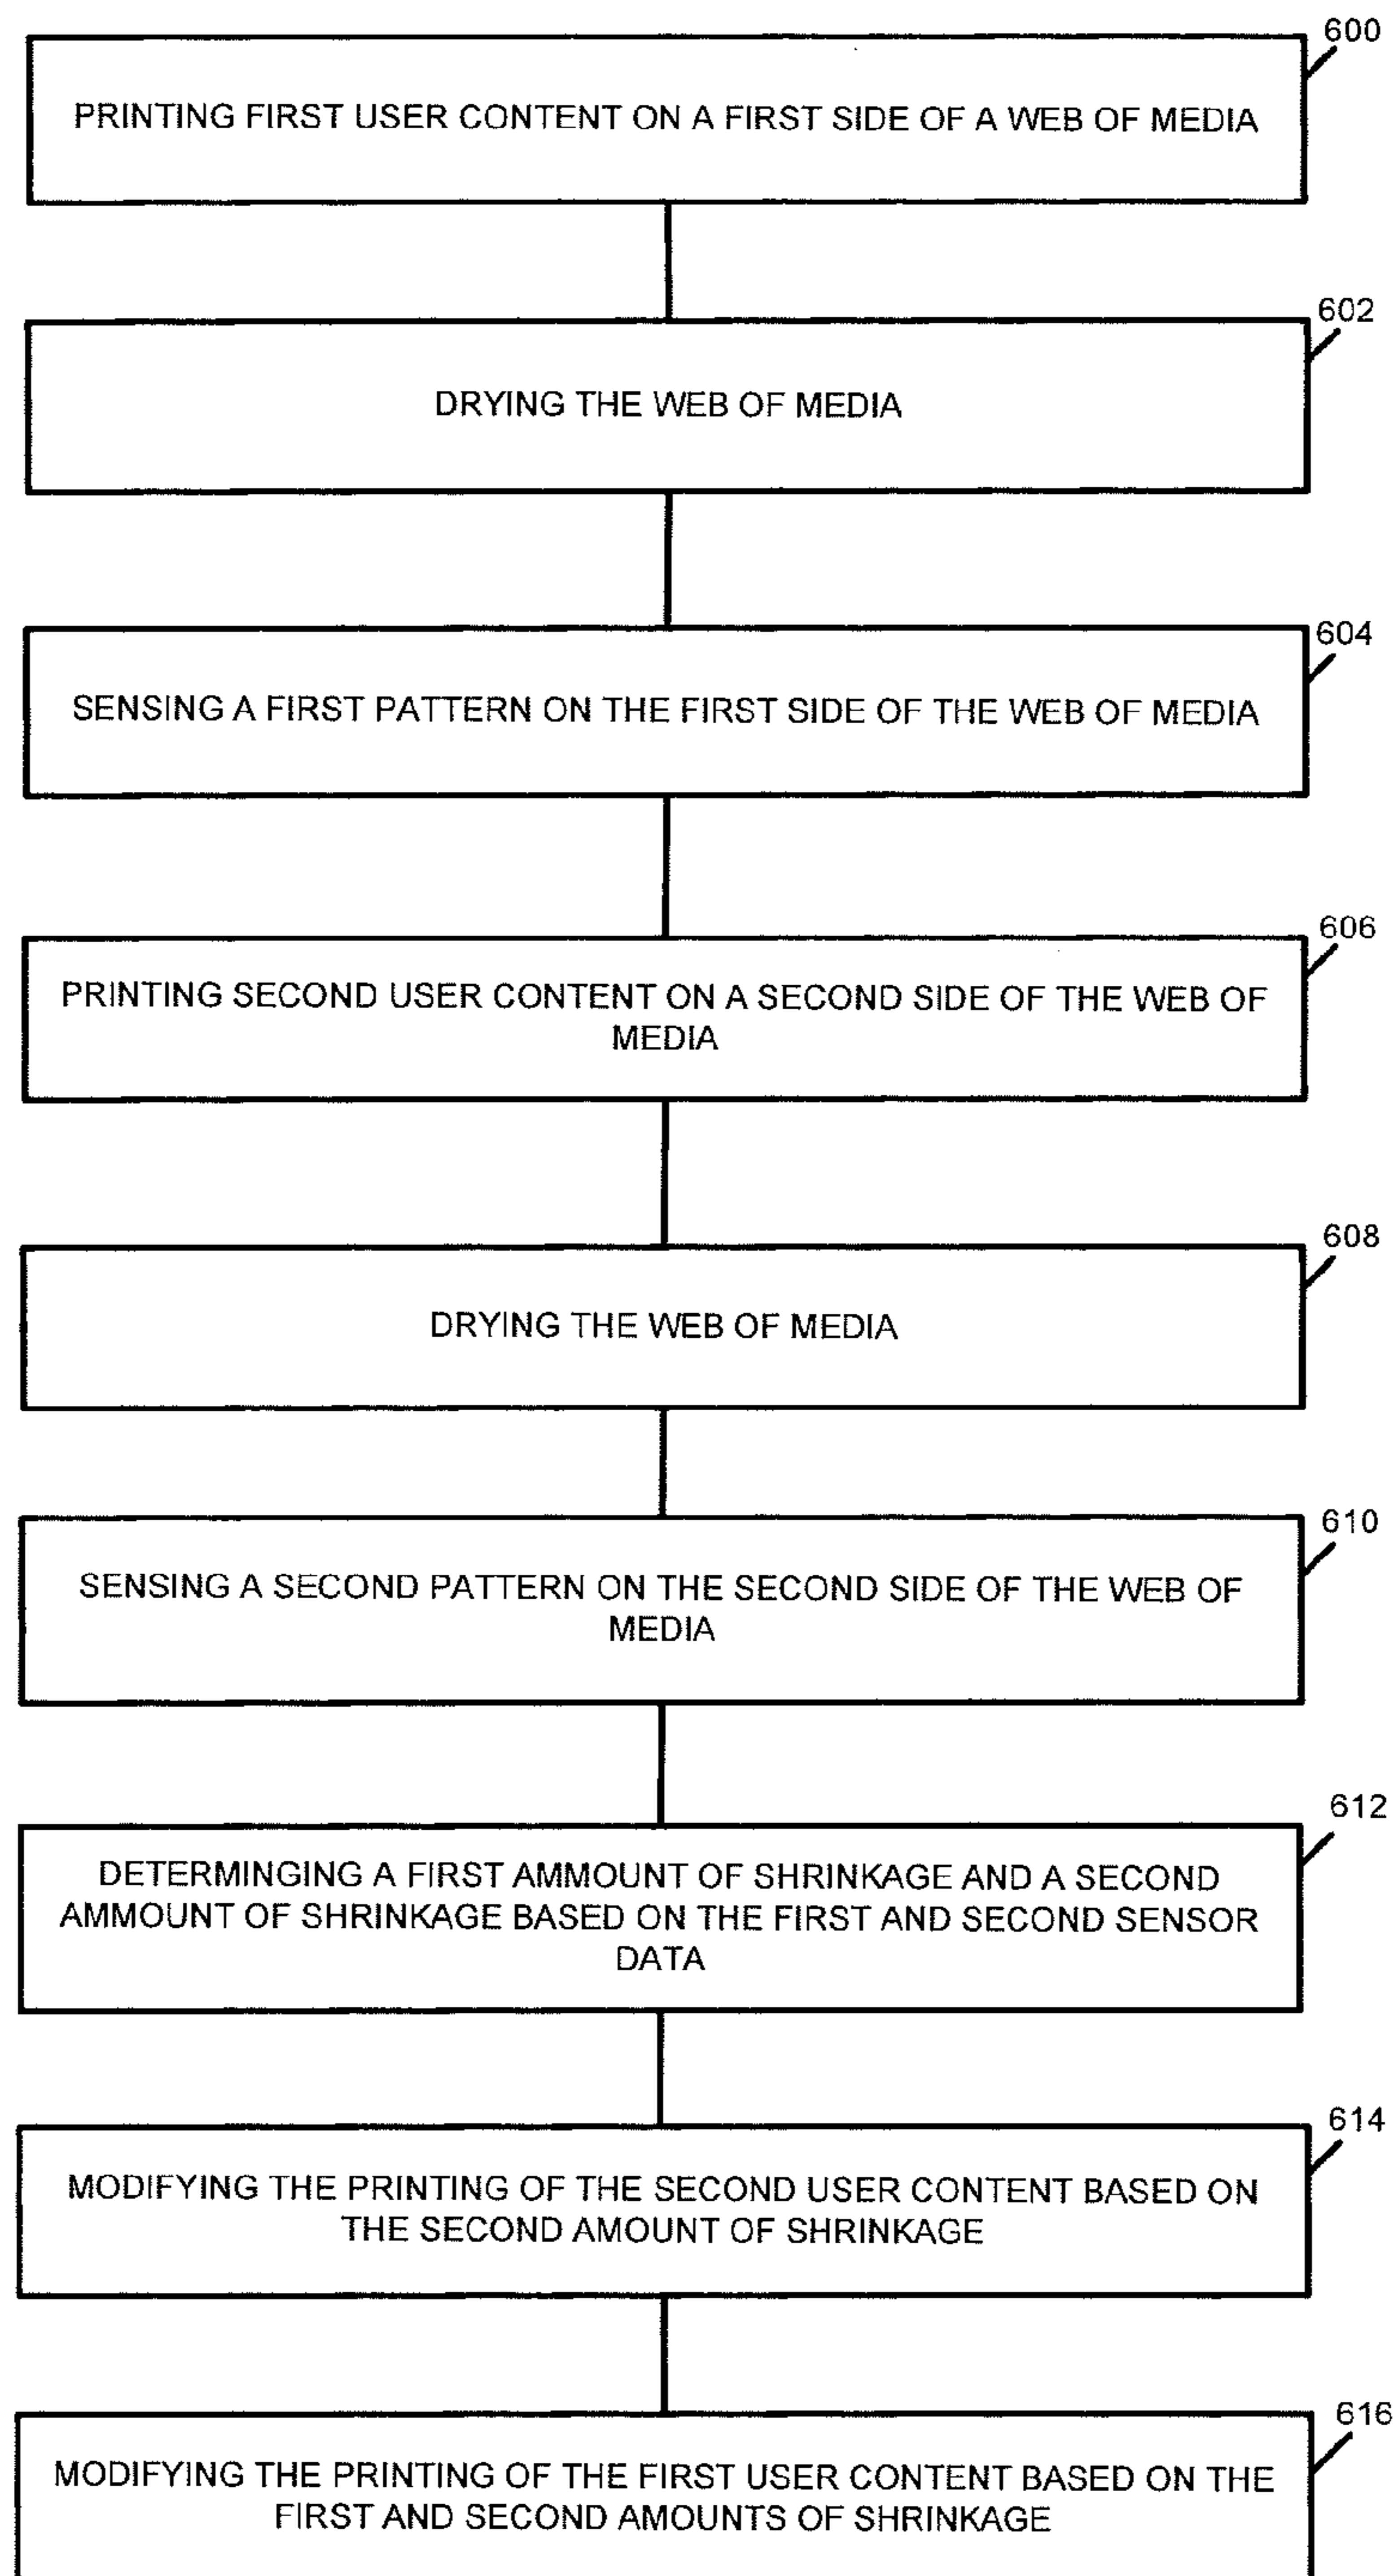 600
PRINTING FIRST USER CONTENT ON A FIRST SIDE OF A WEB OF MEDIA
602
DRYING THE WEB OF MEDIA
604
SENSING A FIRST PATTERN ON THE FIRST SIDE OF THE WEB OF MEDIA
606
PRINTING SECOND USER CONTENT ON A SECOND SIDE OF THE WEB OF
MEDIA
608
DRYING THE WEB OF MEDIA
610
SENSING A SECOND PATTERN ON THE SECOND SIDE OF THE WEB OF
MEDIA
612
DETERMINGING A FIRST AMMOUNT OF SHRINKAGE AND A SECOND
AMMOUNT OF SHRINKAGE BASED ON THE FIRST AND SECOND SENSOR
DATA
614
MODIFYING THE PRINTING OF THE SECOND USER CONTENT BASED ON
THE SECOND AMOUNT OF SHRINKAGE
616
MODIFYING THE PRINTING OF THE FIRST USER CONTENT BASED ON THE
FIRST AND SECOND AMOUNTS OF SHRINKAGE